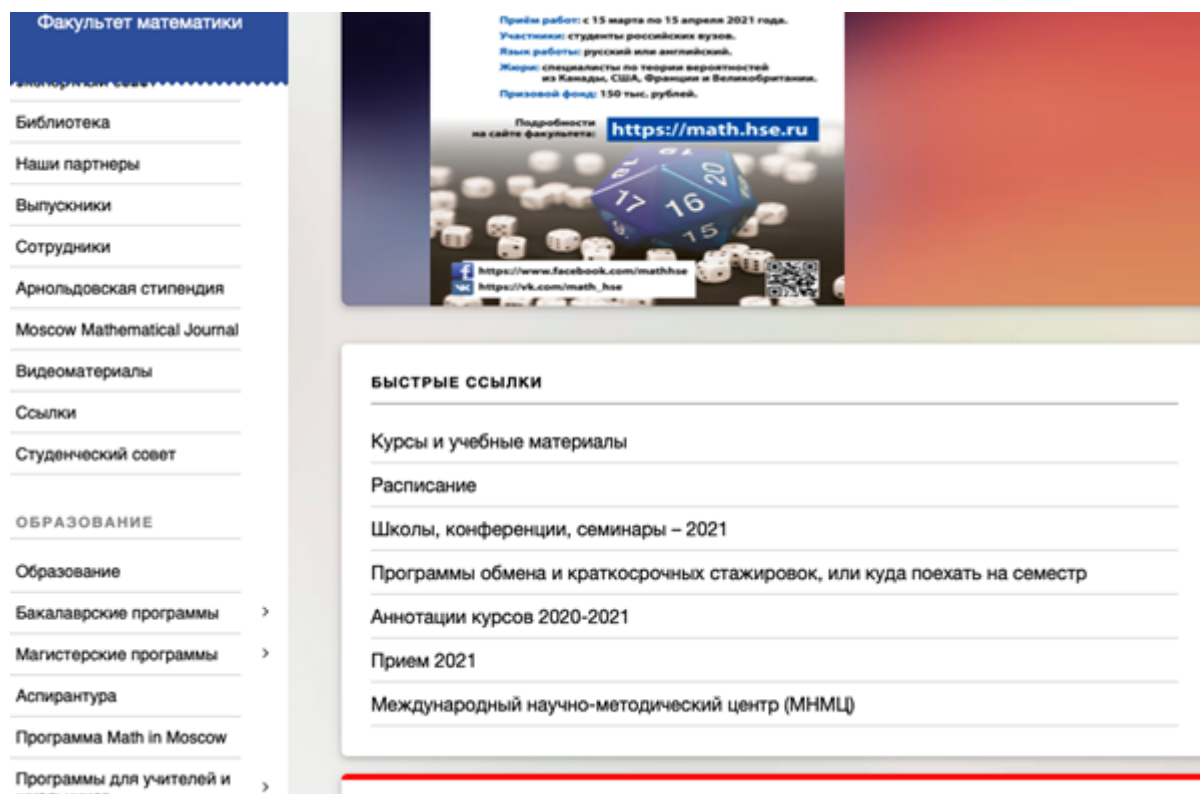 Факультет математики
Библиотека
Наши партнеры
Выпускники
Сотрудники
Арнольдовская стипендия
Moscow Mathematical Journal
Видеоматериалы
Ссылки
Студенческий совет
ОБРАЗОВАНИЕ
Образование
Бакалаврские программы
Магистерские программы
Аспирантура
Программа Math in Moscow
Программы для учителей и
Приём работ: с 15 марта по 15 апреля 2021 года.
Участники: студенты российских вузов.
Язык работы: русский или английский.
Жюри: специалисты по теории вероятностей
из Канады, США, Франции и Великобритании.
Призовой фонд: 150 тыс. рублей.
Подробности
на сайте факультета:
https://math.hse.ru
18
20
17
16
15
https://www.facebook.com/mathhse
https://vk.com/math_hse
БЫСТРЫЕ ССЫЛКИ
Курсы и учебные материалы
Расписание
Школы, конференции, семинары – 2021
Программы обмена и краткосрочных стажировок, или куда поехать на семестр
Аннотации курсов 2020-2021
Прием 2021
Международный научно-методический центр (МНМЦ)